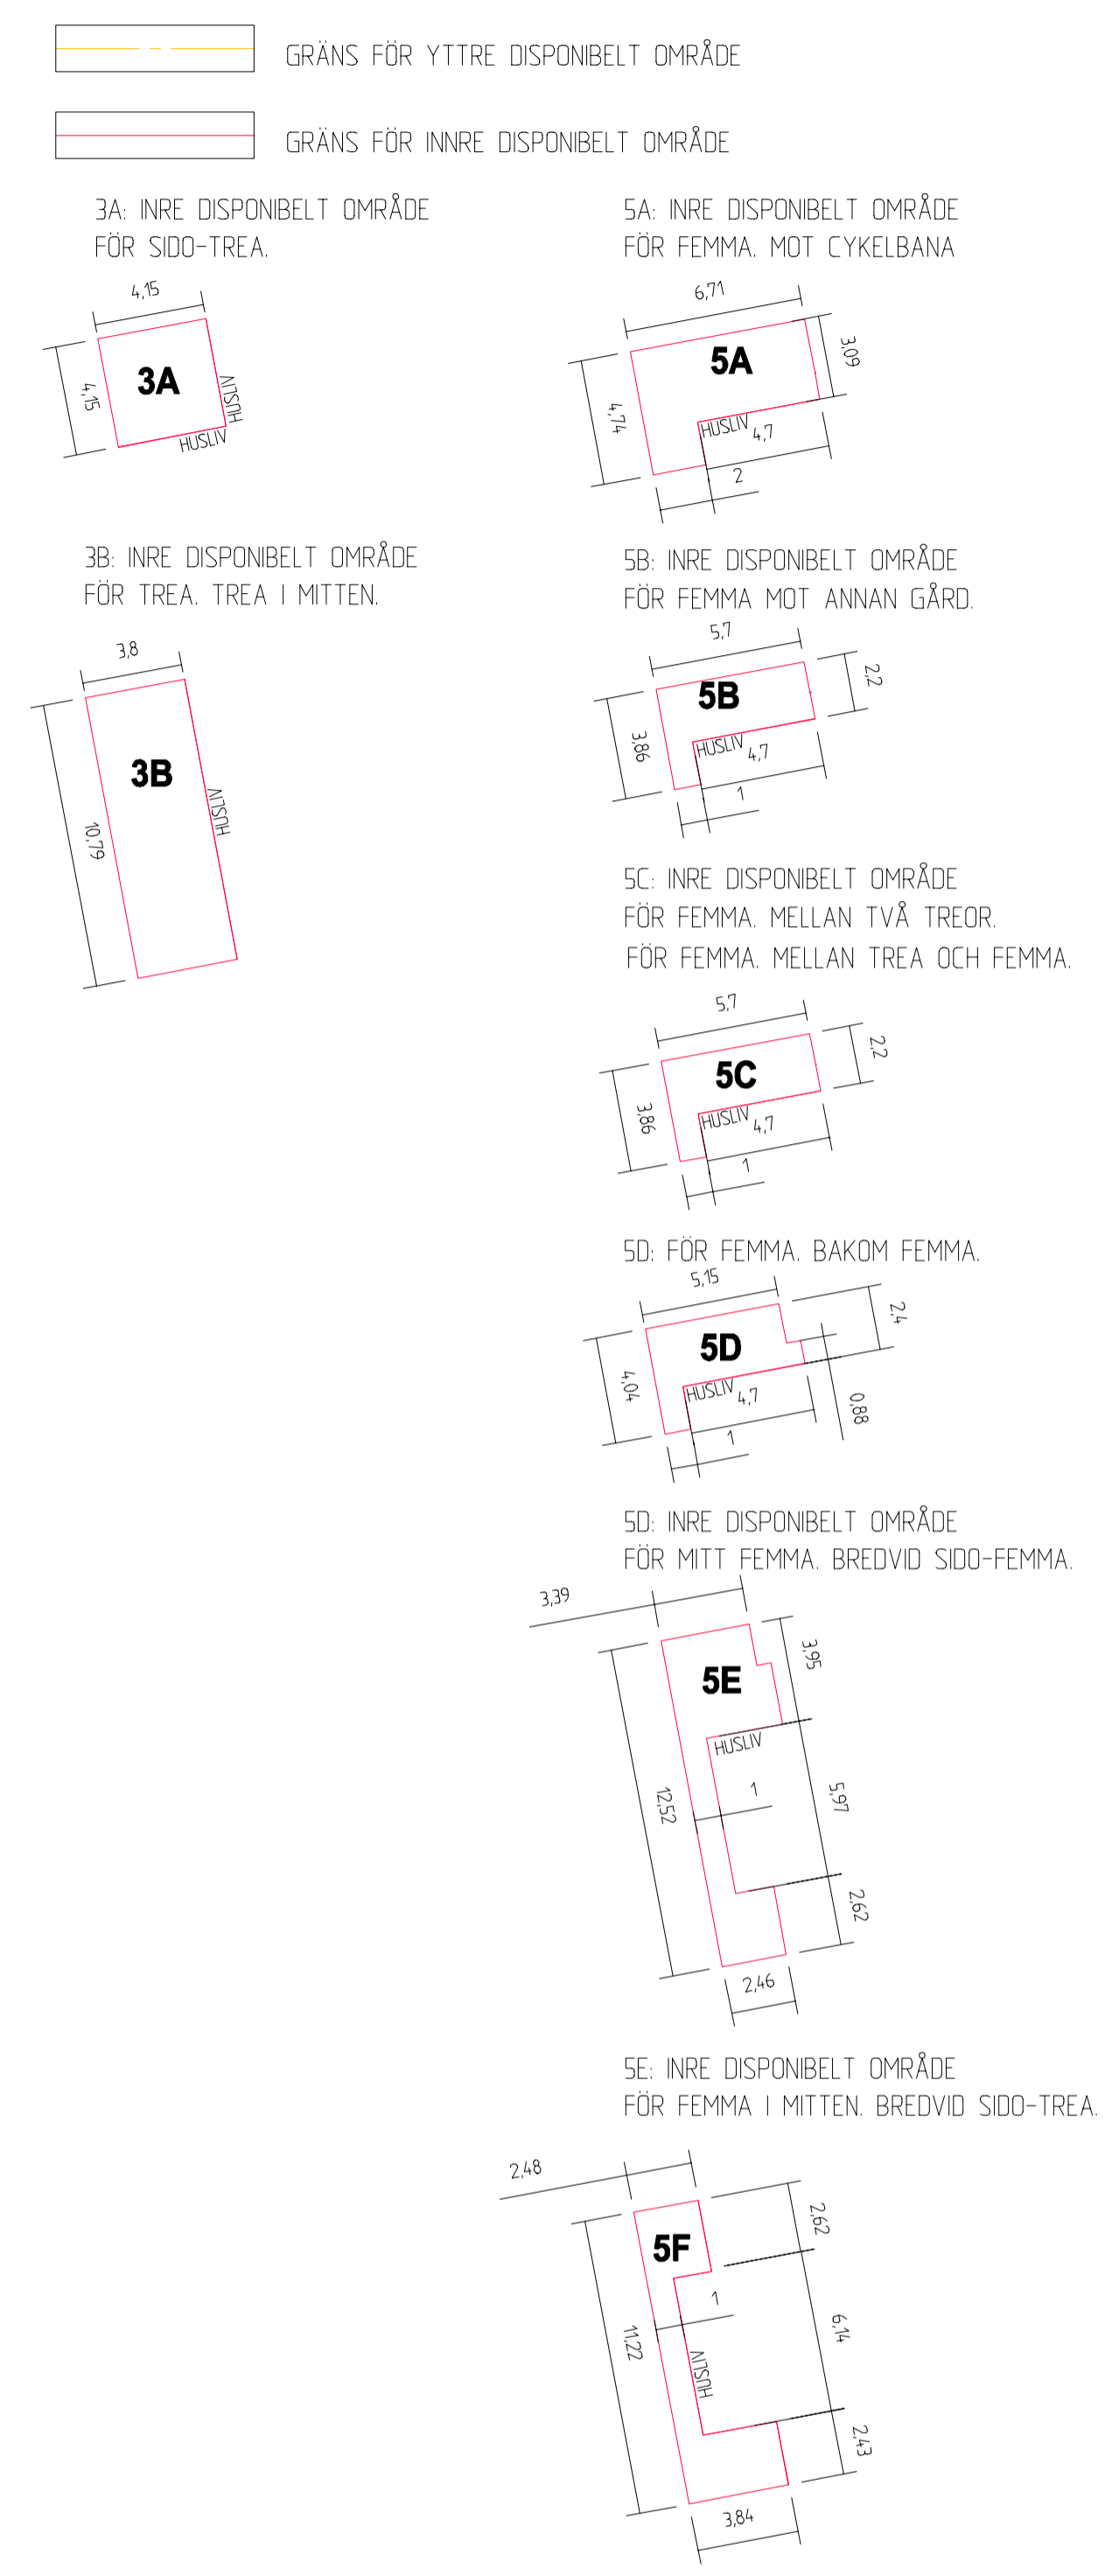 GRÄNS FÖR YTTRE DISPONIBELT OMRÅDE
GRÄNS FÖR INNRE DISPONIBELT OMRÅDE
3A: INRE DISPONIBELT OMRÅDE
FÖR SIDO-TREA.
4,15
4,15
3A
HUSLIV
HUSLIV
3B: INRE DISPONIBELT OMRÅDE
FÖR TREA. TREA I MITTEN.
3,8
10,79
3B
HUSLIV
5A: INRE DISPONIBELT OMRÅDE
FÖR FEMMA. MOT CYKELBANA
6,71
3,09
5A
4,74
HUSLIV
4,7
2
5B: INRE DISPONIBELT OMRÅDE
FÖR FEMMA MOT ANNAN GÅRD.
5,7
2,2
5B
3,86
HUSLIV
4,7
1
5C: INRE DISPONIBELT OMRÅDE
FÖR FEMMA. MELLAN TVÅ TREOR.
FÖR FEMMA. MELLAN TREA OCH FEMMA.
5,7
2,2
5C
3,86
HUSLIV
4,7
1
5D: FÖR FEMMA. BAKOM FEMMA.
5,15
2,4
5D
4,04
HUSLIV
4,7
0,88
1
5D: INRE DISPONIBELT OMRÅDE
FÖR MITT FEMMA. BREDVID SIDO-FEMMA.
3,39
3,95
5E
HUSLIV
12,52
1
5,97
2,62
2,46
5E: INRE DISPONIBELT OMRÅDE
FÖR FEMMA I MITTEN. BREDVID SIDO-TREA.
2,48
2,62
5F
1
11,22
6,14
HUSLIV
2,43
3,84